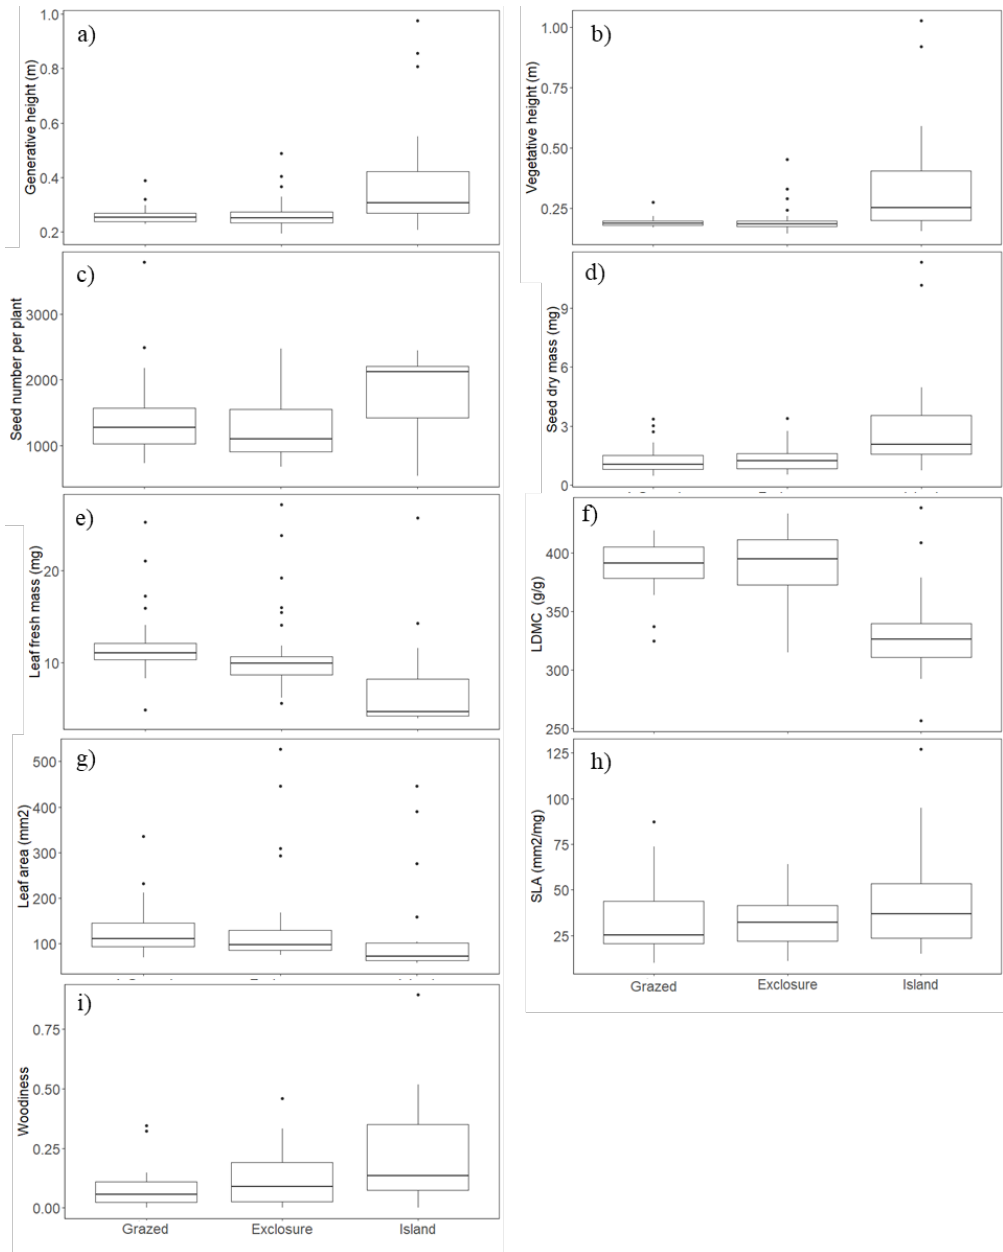 a)
Generative height (m)
1.0
0.8
0.6
0.4
0.2
b)
Vegetative height (m)
1.00
0.75
0.50
0.25
c)
Seed number per plant
3000
2000
1000
d)
Seed dry mass (mg)
9
6
3
0
e)
Leaf fresh mass (mg)
20
10
f)
LDMC (g/g)
400
350
300
250
g)
Leaf area (mm2)
500
400
300
200
100
h)
SLA (mm2/mg)
125
100
75
50
25
Grazed Exclosure Island
i)
Woodiness
0.75
0.50
0.25
0.00
Grazed Exclosure Island